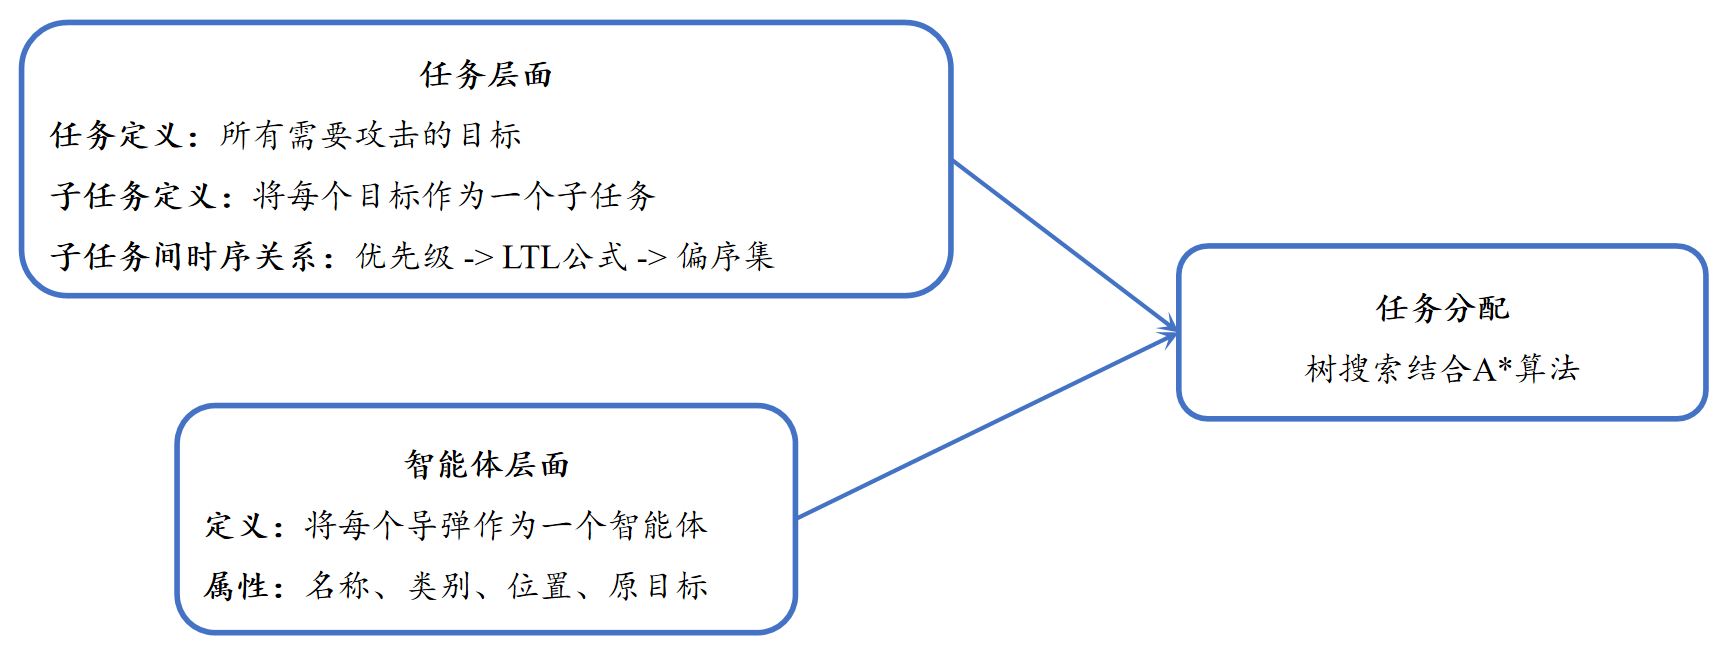 任务层面
任务定义：所有需要攻击的目标
子任务定义：将每个目标作为一个子任务
子任务间时序关系：优先级 -> LTL公式 -> 偏序集
任务分配
树搜索结合A*算法
智能体层面
定义：将每个导弹作为一个智能体
属性：名称、类别、位置、原目标